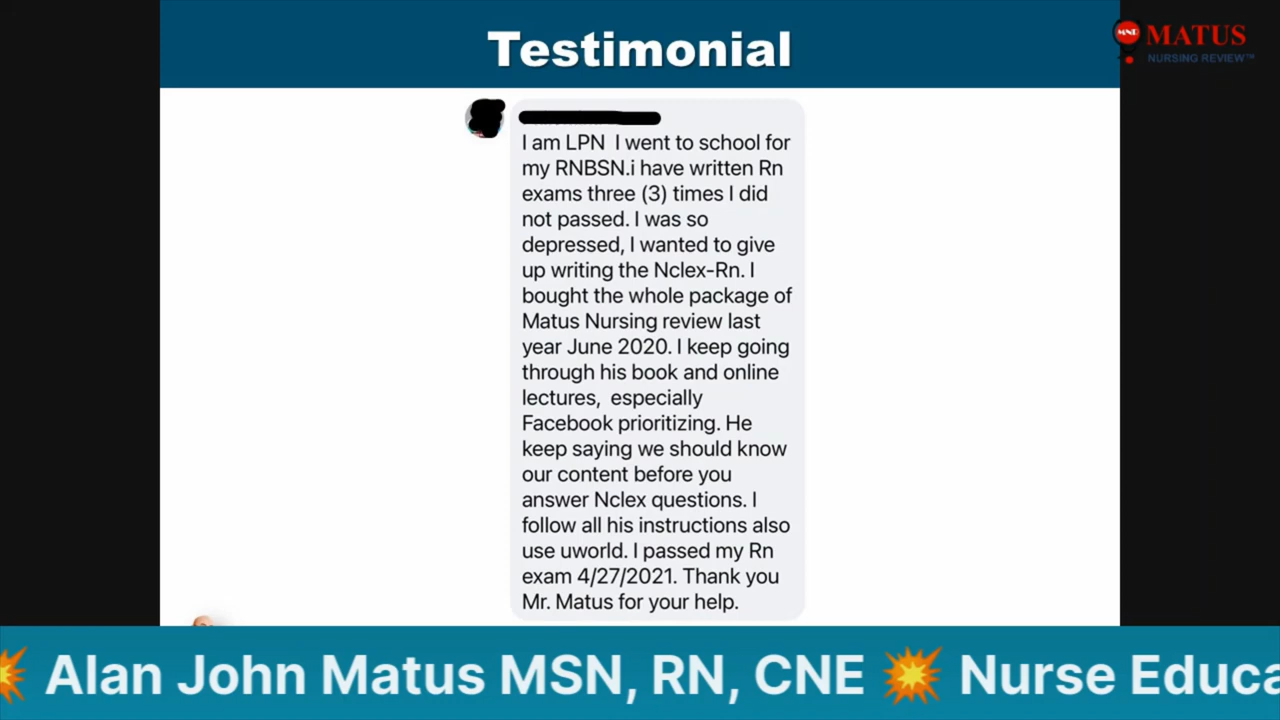 Testimonial
MNR
MATUS
NURSING REVIEW™
I am LPN  I went to school for
my RNBSN.i have written Rn
exams three (3) times I did
not passed. I was so
depressed, I wanted to give
up writing the Nclex-Rn. I
bought the whole package of
Matus Nursing review last
year June 2020. I keep going
through his book and online
lectures,  especially
Facebook prioritizing. He
keep saying we should know
our content before you
answer Nclex questions. I
follow all his instructions also
use uworld. I passed my Rn
exam 4/27/2021. Thank you
Mr. Matus for your help.
💥 Alan John Matus MSN, RN, CNE 💥 Nurse Educa